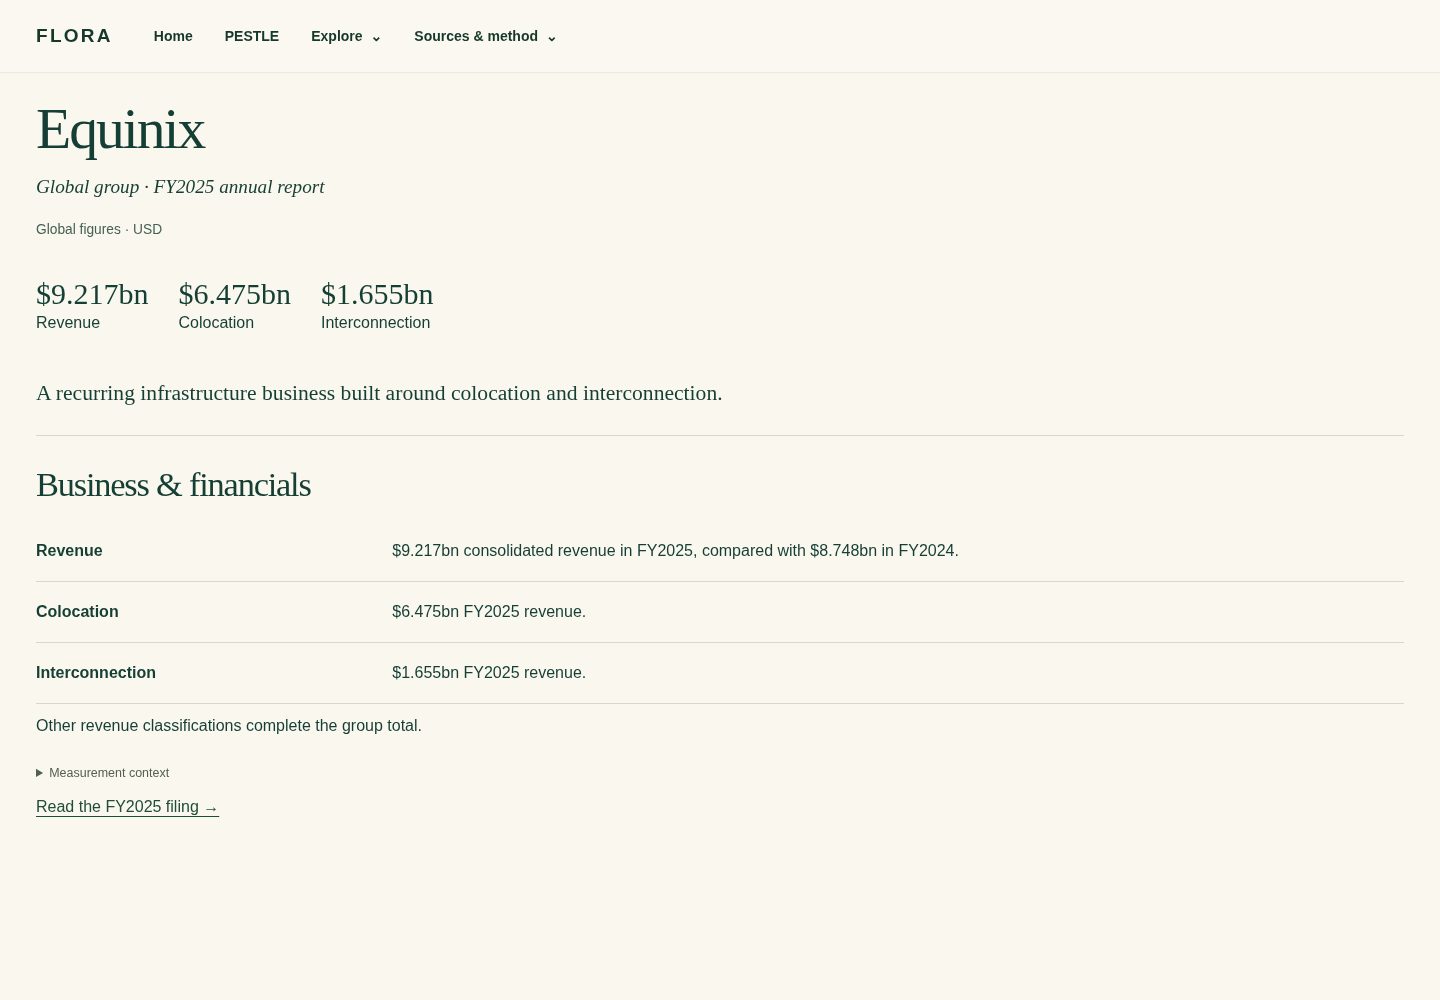 FLORA Home PESTLE Explore ⌄ Sources & method ⌄
Equinix
Global group · FY2025 annual report
Global figures · USD
$9.217bn $6.475bn $1.655bn
Revenue Colocation Interconnection
A recurring infrastructure business built around colocation and interconnection.
Business & financials
Revenue $9.217bn consolidated revenue in FY2025, compared with $8.748bn in FY2024.
Colocation $6.475bn FY2025 revenue.
Interconnection $1.655bn FY2025 revenue.
Other revenue classifications complete the group total.
▶ Measurement context
Read the FY2025 filing →